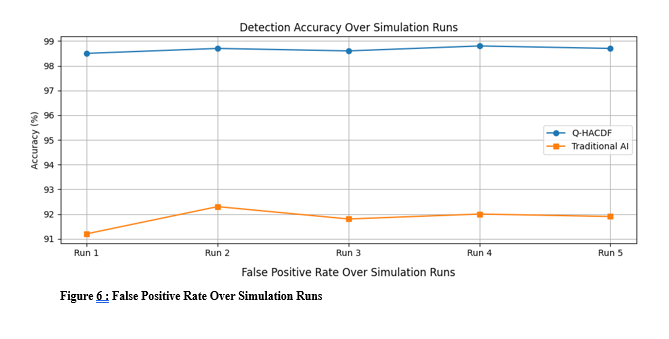 Detection Accuracy Over Simulation Runs
99
98
97
96
95
94
93
92
91
Accuracy (%)
Q-HACDF
Traditional AI
Run 1 Run 2 Run 3 Run 4 Run 5
False Positive Rate Over Simulation Runs
Figure 6 : False Positive Rate Over Simulation Runs